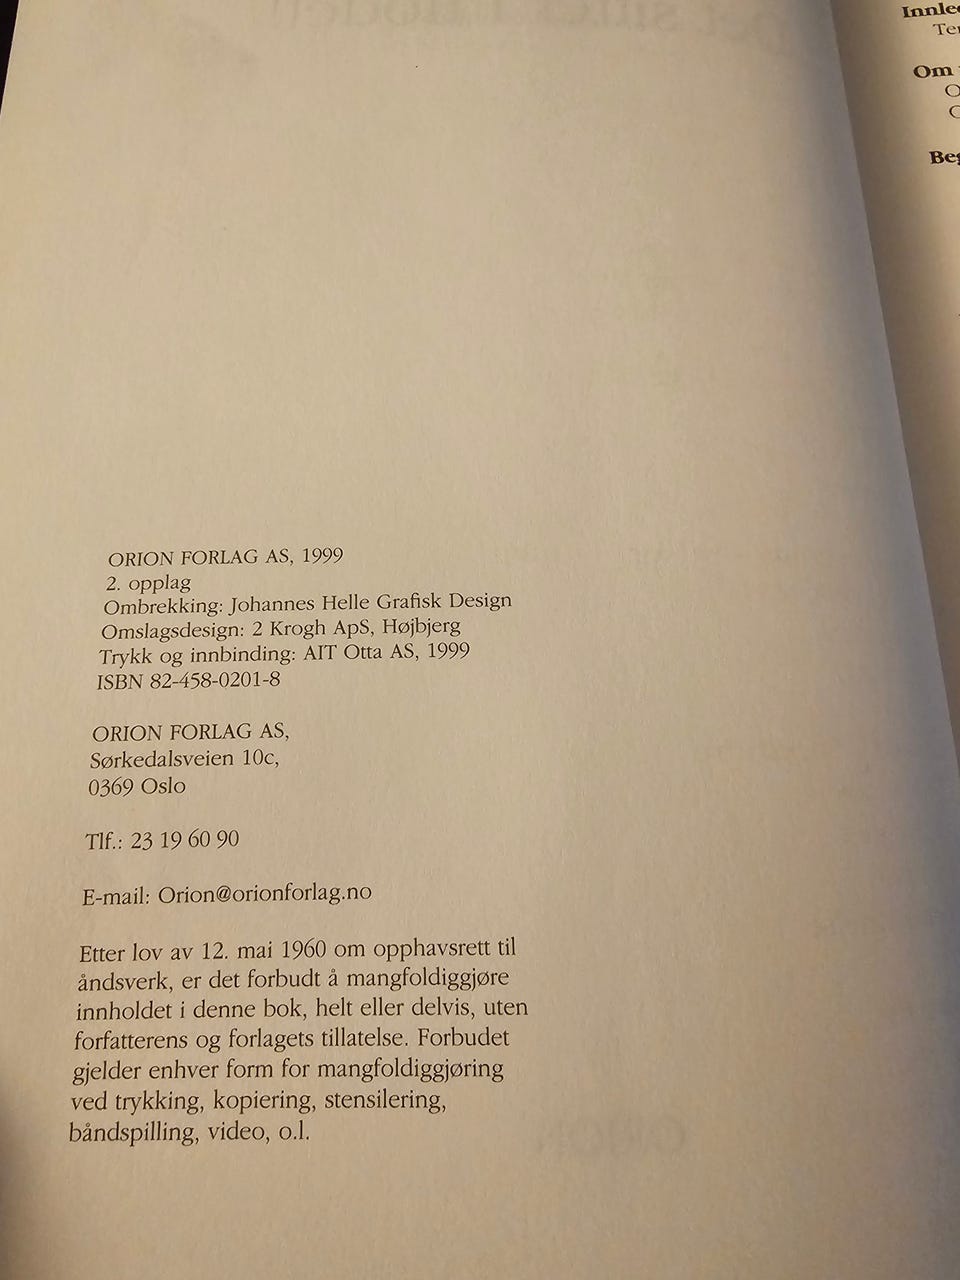 ORION FORLAG AS, 1999
2. opplag
Ombrekking: Johannes Helle Grafisk Design
Omslagsdesign: 2 Krogh ApS, Højbjerg
Trykk og innbinding: AIT Otta AS, 1999
ISBN 82-458-0201-8
ORION FORLAG AS,
Sørkedalsveien 10c,
0369 Oslo
Tlf.: 23 19 60 90
E-mail: Orion@orionforlag.no
Etter lov av 12. mai 1960 om opphavsrett til
åndsverk, er det forbudt å mangfoldiggjøre
innholdet i denne bok, helt eller delvis, uten
forfatterens og forlagets tillatelse. Forbudet
gjelder enhver form for mangfoldiggjøring
ved trykking, kopiering, stensilering,
båndspilling, video, o.l.
Om